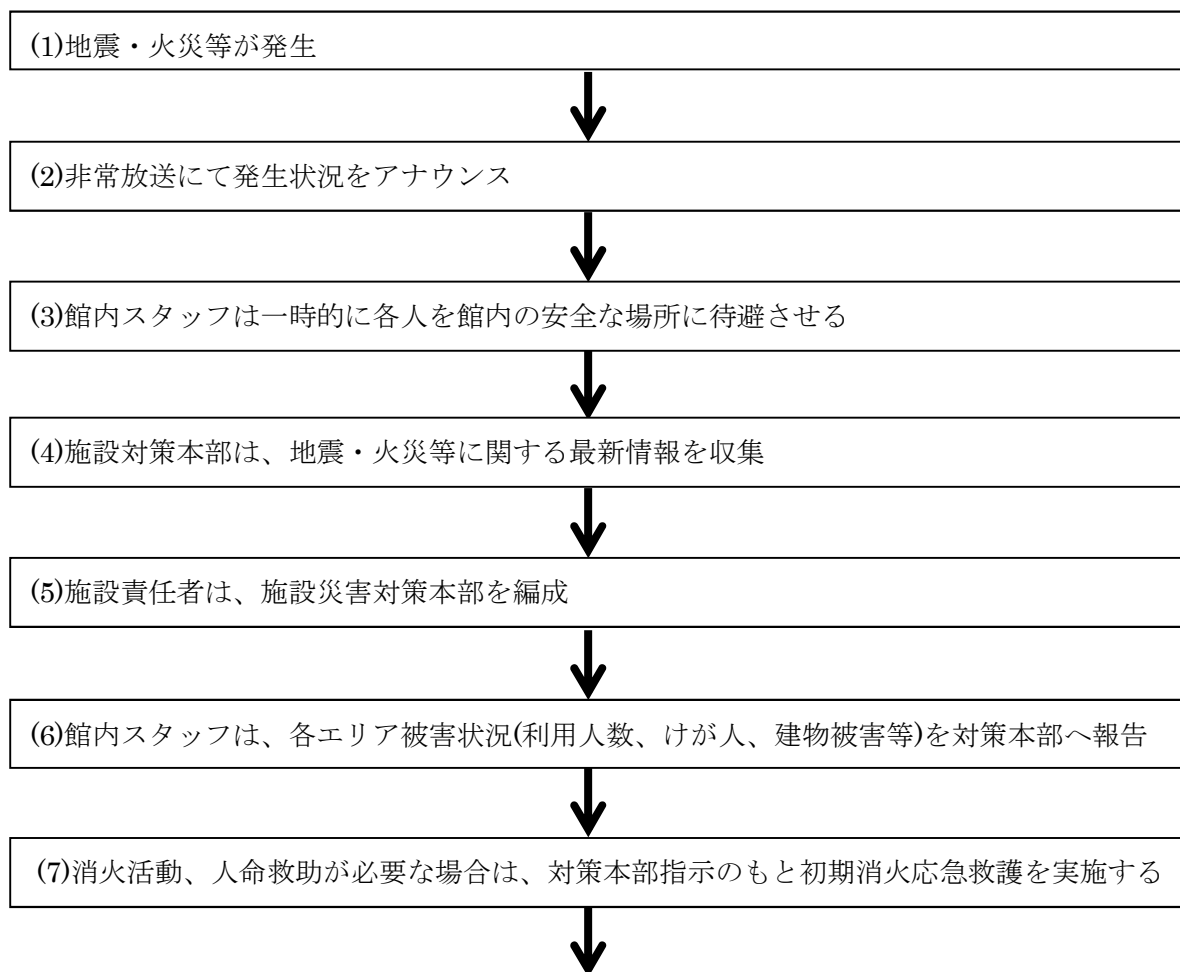 (1)地震・火災等が発生
(2)非常放送にて発生状況をアナウンス
(3)館内スタッフは一時的に各人を館内の安全な場所に待避させる
(4)施設対策本部は、地震・火災等に関する最新情報を収集
(5)施設責任者は、施設災害対策本部を編成
(6)館内スタッフは、各エリア被害状況(利用人数、けが人、建物被害等)を対策本部へ報告
(7)消火活動、人命救助が必要な場合は、対策本部指示のもと初期消火応急救護を実施する